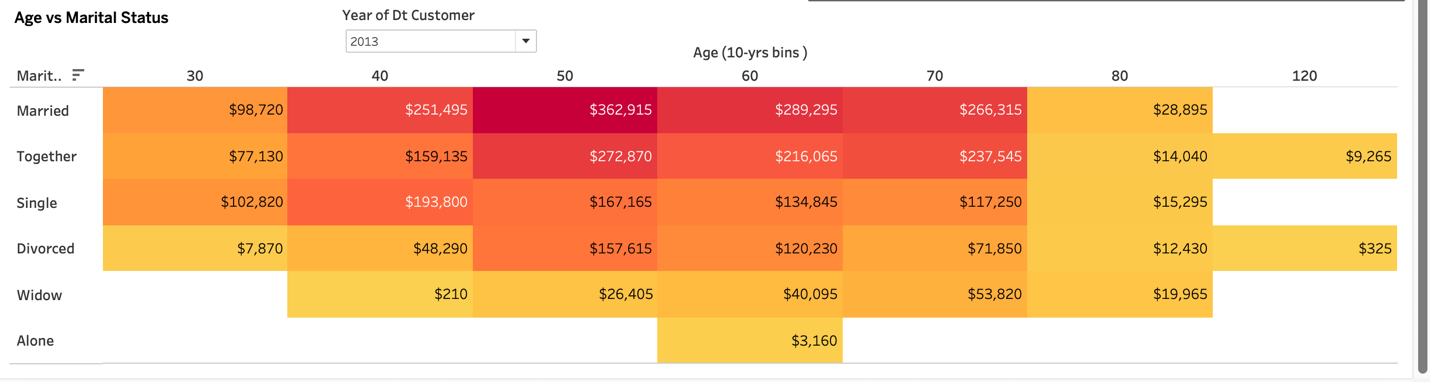 Age vs Marital Status
Year of Dt Customer
2013
Age (10-yrs bins )
Marit.. 30 40 50 60 70 80 120
Married $98,720 $251,495 $362,915 $289,295 $266,315 $28,895
Together $77,130 $159,135 $272,870 $216,065 $237,545 $14,040 $9,265
Single $102,820 $193,800 $167,165 $134,845 $117,250 $15,295
Divorced $7,870 $48,290 $157,615 $120,230 $71,850 $12,430 $325
Widow $210 $26,405 $40,095 $53,820 $19,965
Alone $3,160